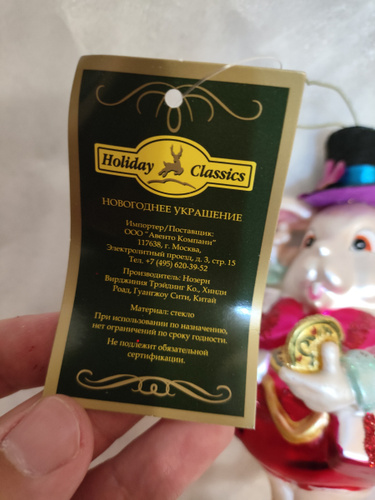 Holiday Classics
НОВОГОДНЕЕ УКРАШЕНИЕ
Импортер/Поставщик:
ООО "Авенто Компани"
117638, г. Москва,
Электролитный проезд, д. 3, стр. 15
Тел. +7 (495) 620-39-52
Производитель: Нозерн
Вирджиния Трэйдинг Ко., Хинди
Роад, Гуангжоу Сити, Китай
Материал: стекло
При использовании по назначению,
нет ограничений по сроку годности.
Не подлежит обязательной
сертификации.